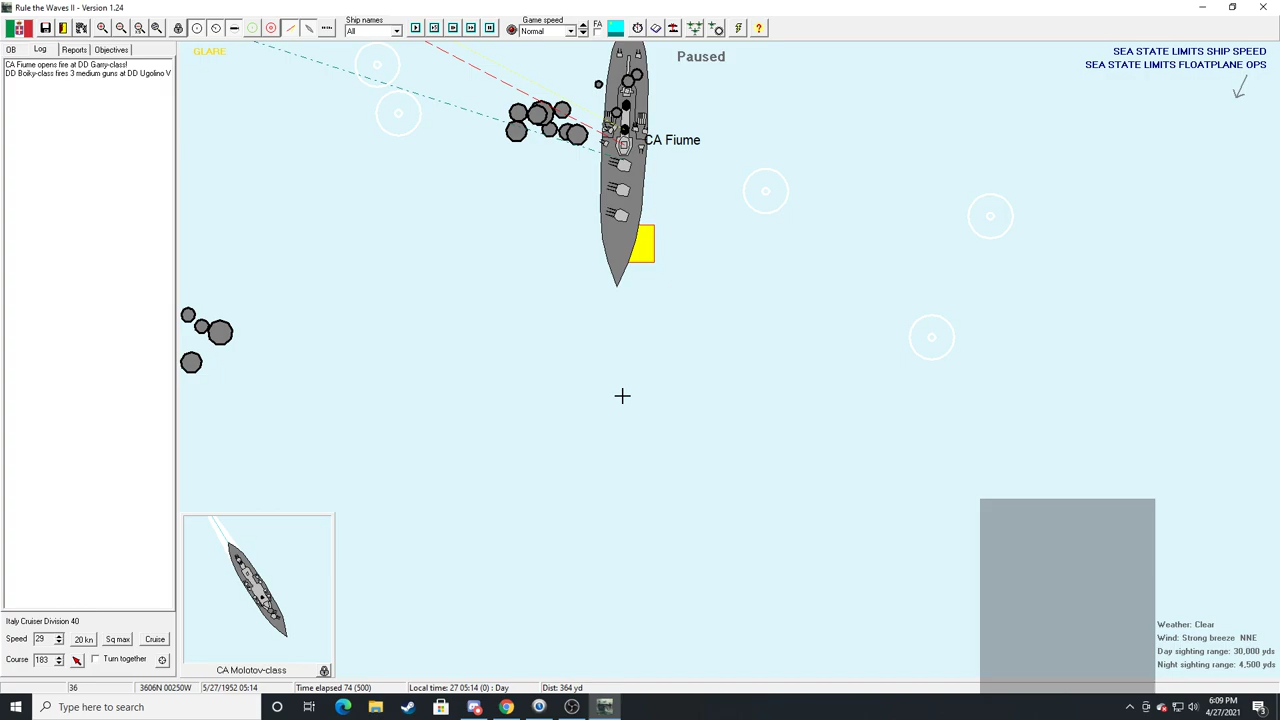 Rule the Waves II - Version 1.24
Ship names
All
Game speed
Normal
FA
OB
Log
Reports
Objectives
CA Fiume opens fire at DD Garry-class!
DD Boiky-class fires 3 medium guns at DD Ugolino V
GLARE
Paused
SEA STATE LIMITS SHIP SPEED
SEA STATE LIMITS FLOATPLANE OPS
CA Fiume
Italy Cruiser Division 40
Speed
29
20 kn
Sq max
Cruise
Course
183
Turn together
CA Molotov-class
Weather: Clear
Wind: Strong breeze NNE
Day sighting range: 30,000 yds
Night sighting range: 4,500 yds
36
3606N 00250W
5/27/1952 05:14
Time elapsed 74 (500)
Local time: 27 05:14 (0) : Day
Dist: 364 yd
Type here to search
6:09 PM
4/27/2021